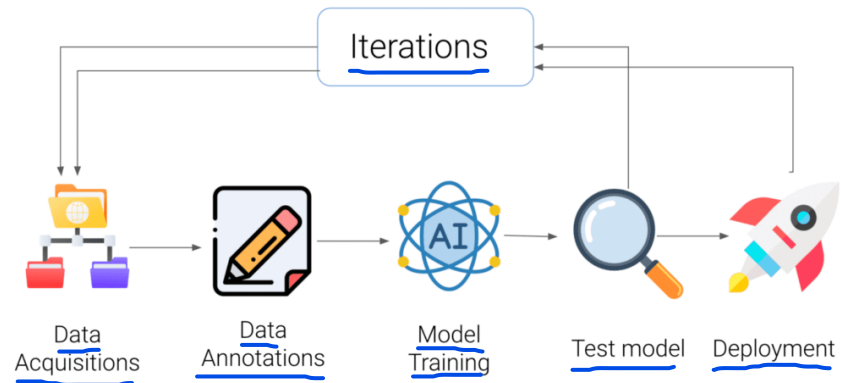 Iterations
AI
Data
Acquisitions
Data
Annotations
Model
Training
Test model
Deployment